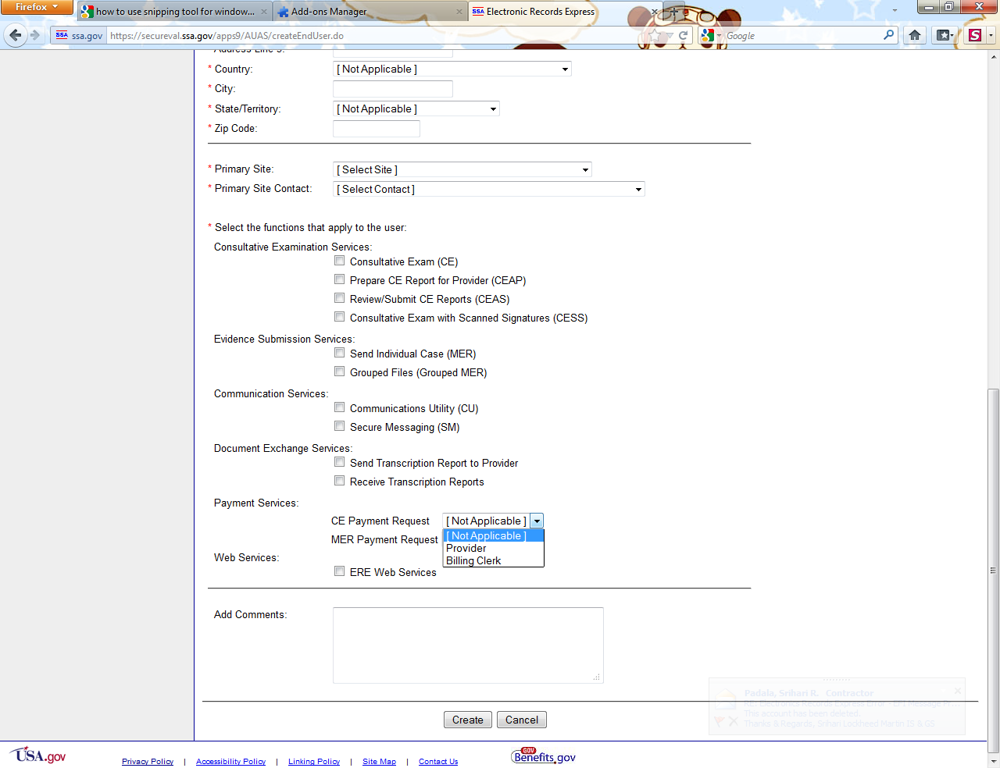 Firefox
how to use snipping tool for window...
Add-ons Manager
SSA Electronic Records Express
SSA ssa.gov
https://secureval.ssa.gov/apps9/AUAS/createEndUser.do
Google
S
Address Line 3:
* Country: [ Not Applicable ]
* City:
* State/Territory: [ Not Applicable ]
* Zip Code:
* Primary Site: [ Select Site ]
* Primary Site Contact: [ Select Contact ]
* Select the functions that apply to the user:
Consultative Examination Services:
Consultative Exam (CE)
Prepare CE Report for Provider (CEAP)
Review/Submit CE Reports (CEAS)
Consultative Exam with Scanned Signatures (CESS)
Evidence Submission Services:
Send Individual Case (MER)
Grouped Files (Grouped MER)
Communication Services:
Communications Utility (CU)
Secure Messaging (SM)
Document Exchange Services:
Send Transcription Report to Provider
Receive Transcription Reports
Payment Services:
CE Payment Request [ Not Applicable ]
[ Not Applicable ]
MER Payment Request
Provider
Billing Clerk
Web Services:
ERE Web Services
Add Comments:
Padala, Srihari R. Contractor
RE: Electronics Records Express Error - EFI Message Pr...
This account has been deleted.
Thanks & Regards, Srihari Lockheed Martin IS & GS
Create Cancel
USA.gov
Privacy Policy | Accessibility Policy | Linking Policy | Site Map | Contact Us
GOV Benefits.gov